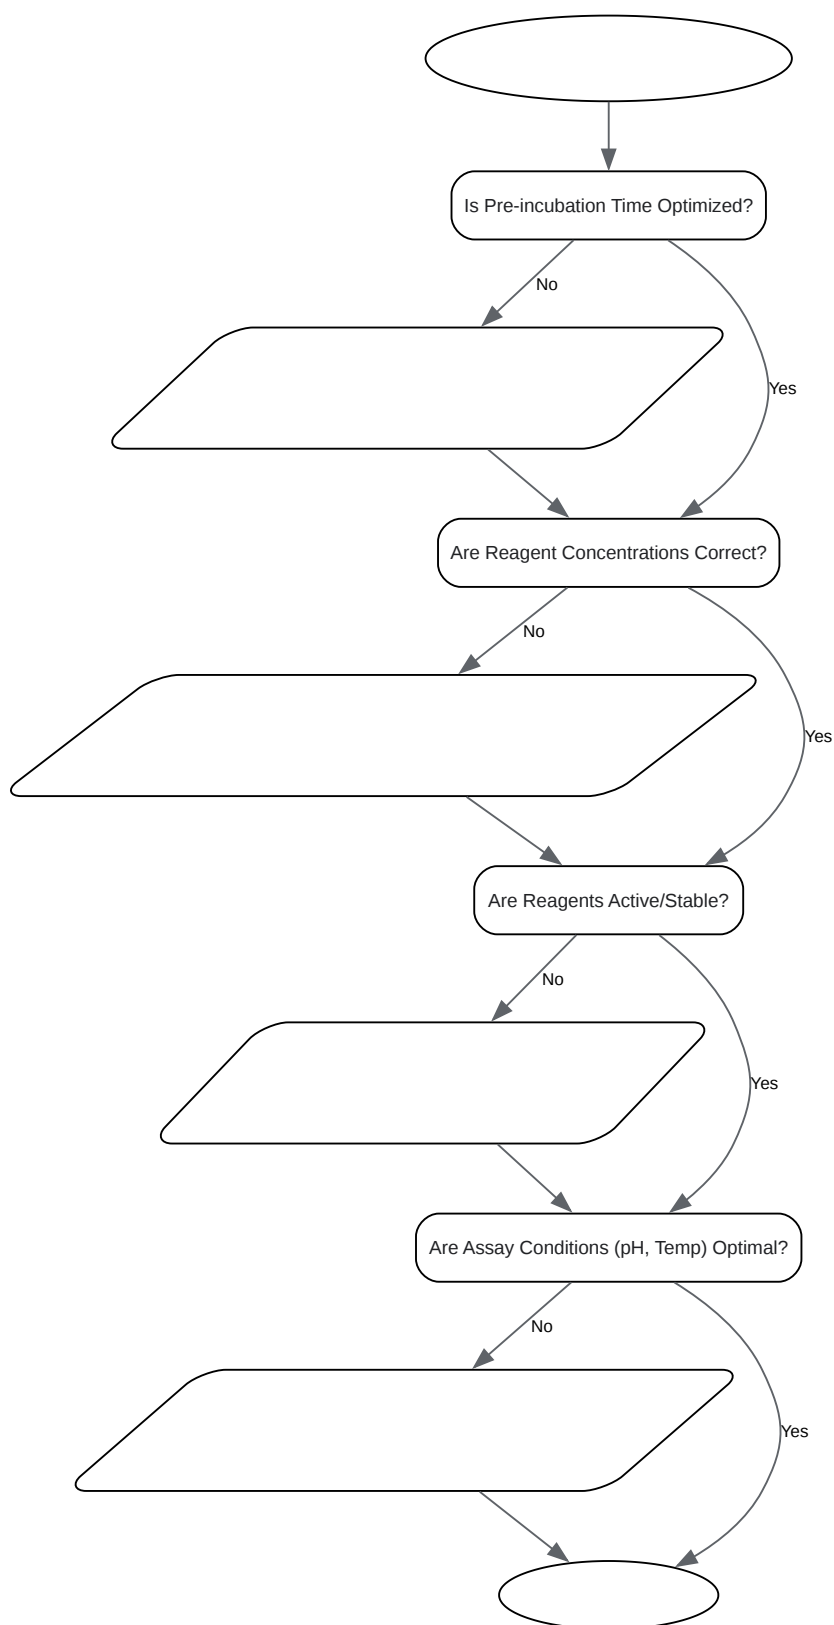 Is Pre-incubation Time Optimized?
No
Yes
Are Reagent Concentrations Correct?
No
Yes
Are Reagents Active/Stable?
No
Yes
Are Assay Conditions (pH, Temp) Optimal?
No
Yes